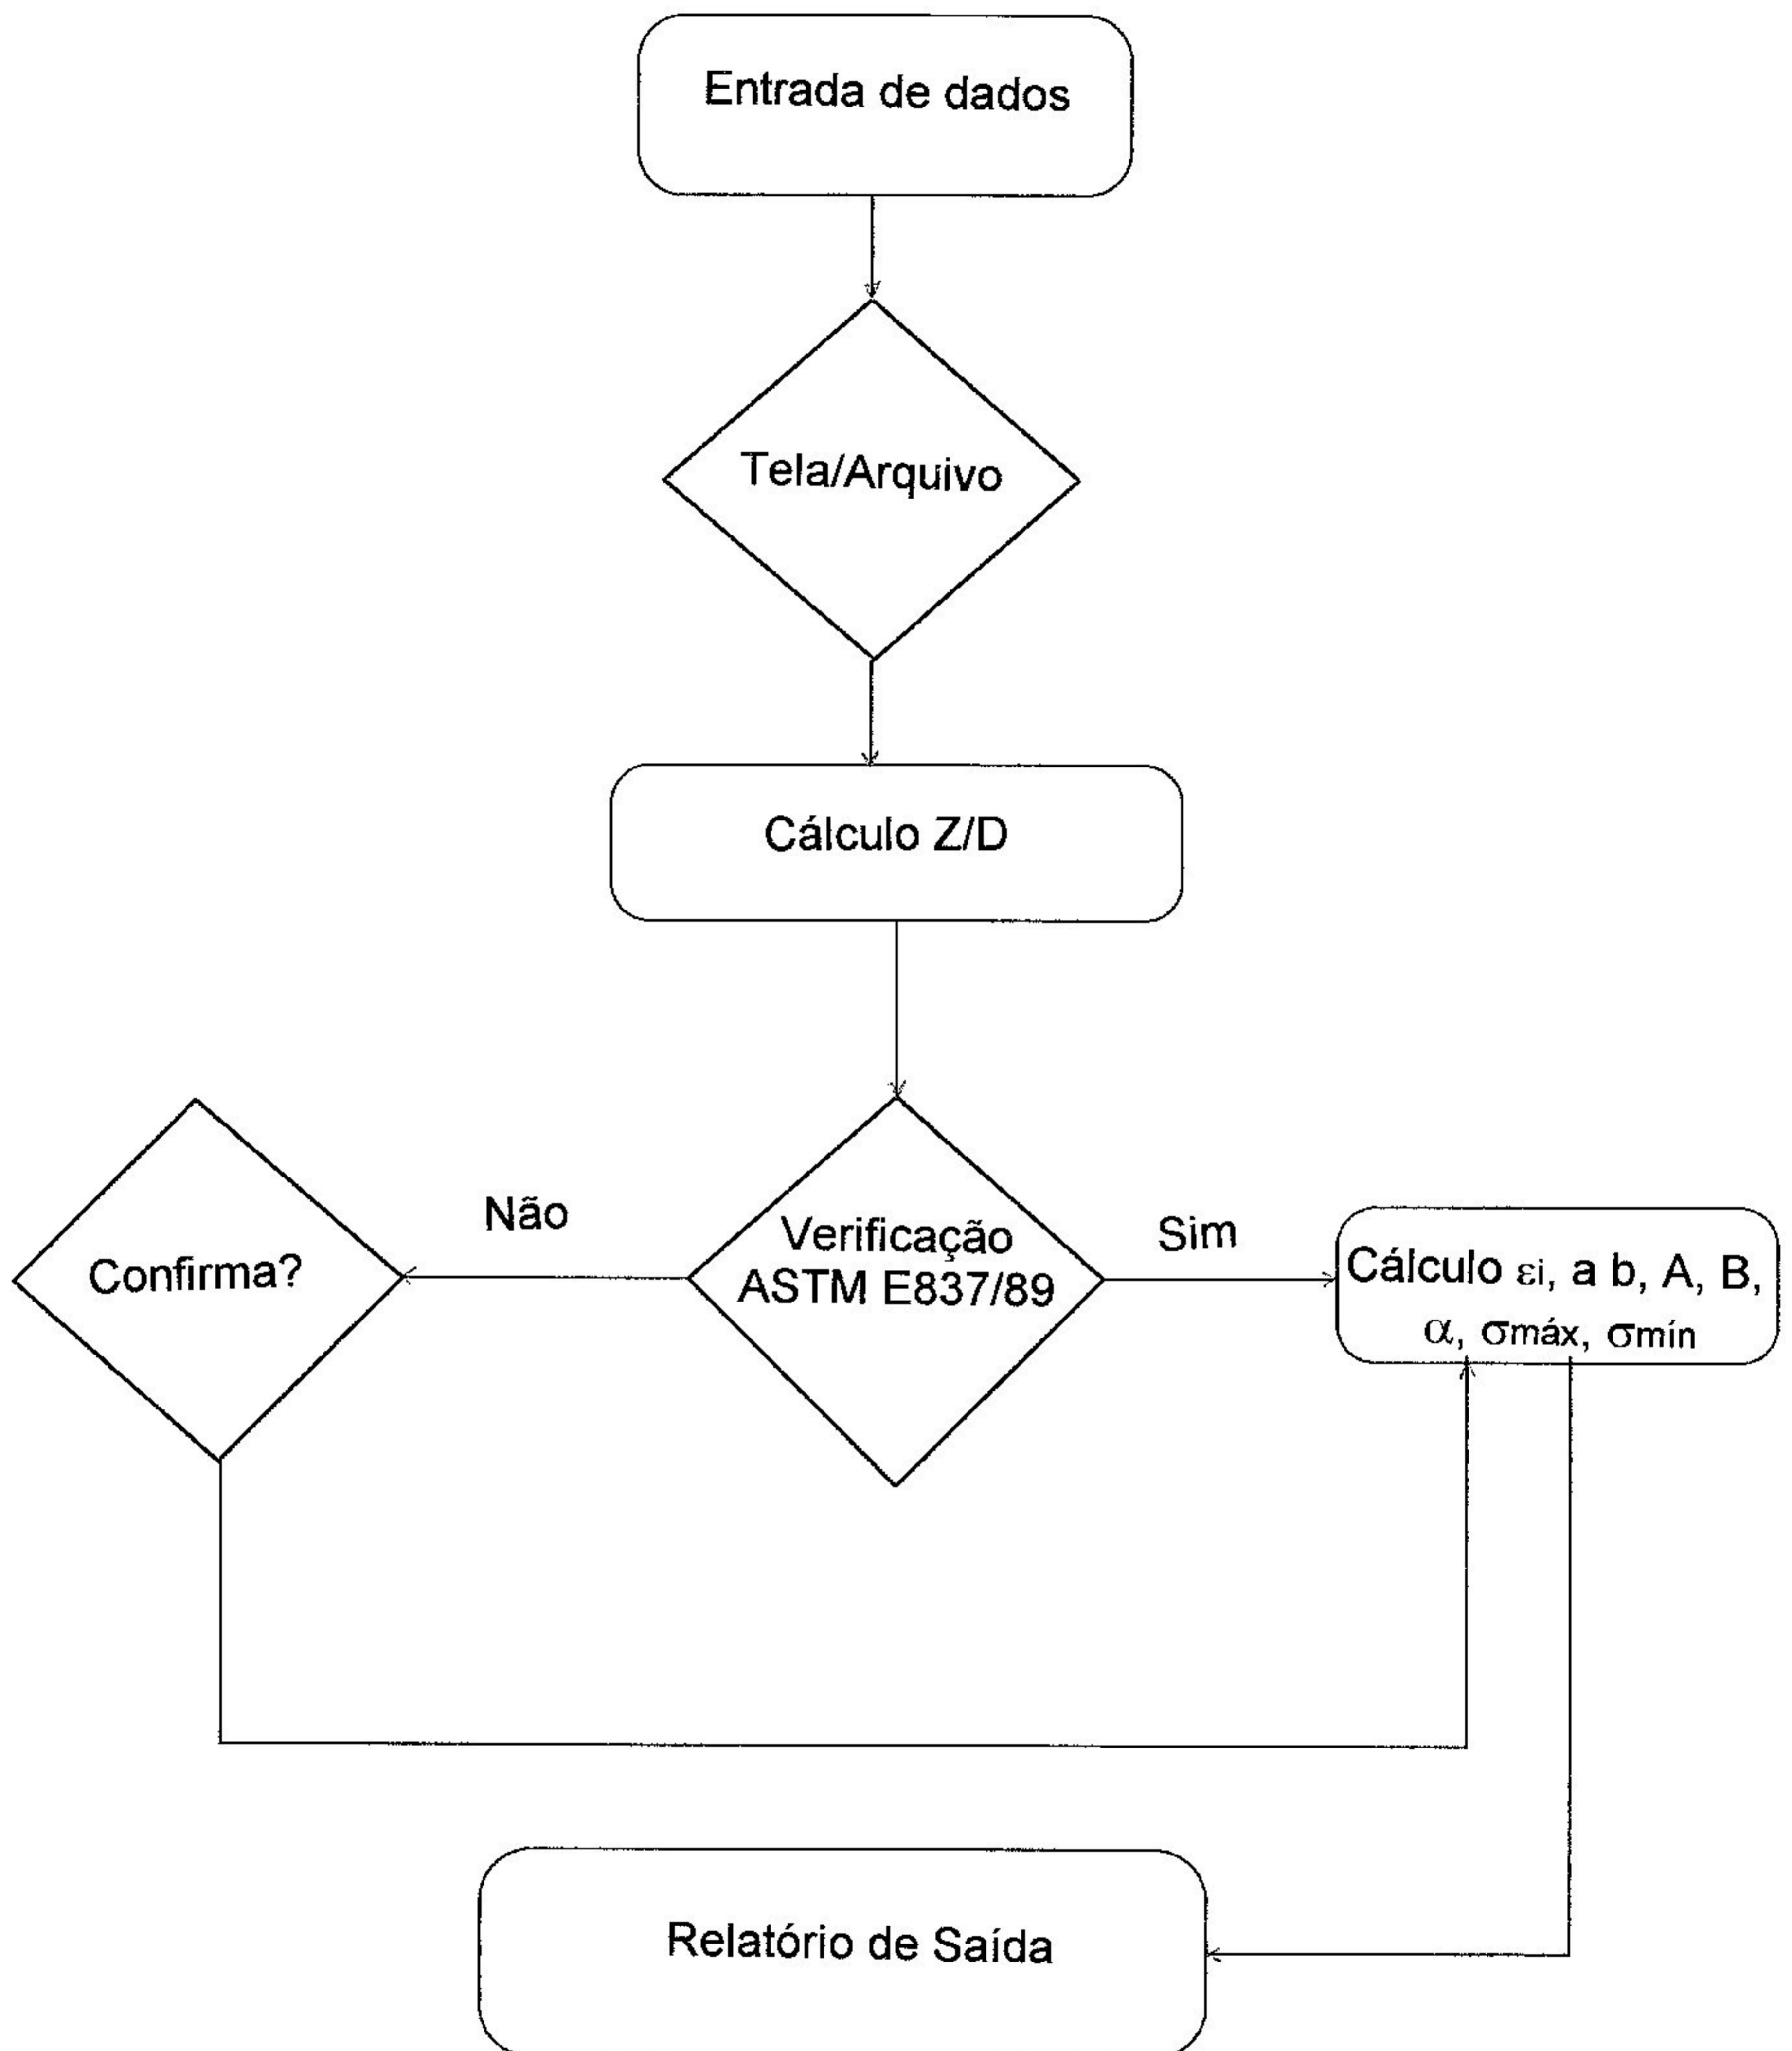 Entrada de dados
Tela/Arquivo
Cálculo Z/D
Não
Sim
Confirma?
Verificação
ASTM E837/89
Cálculo εi, a b, A, B,
α, σmáx, σmín
Relatório de Saída